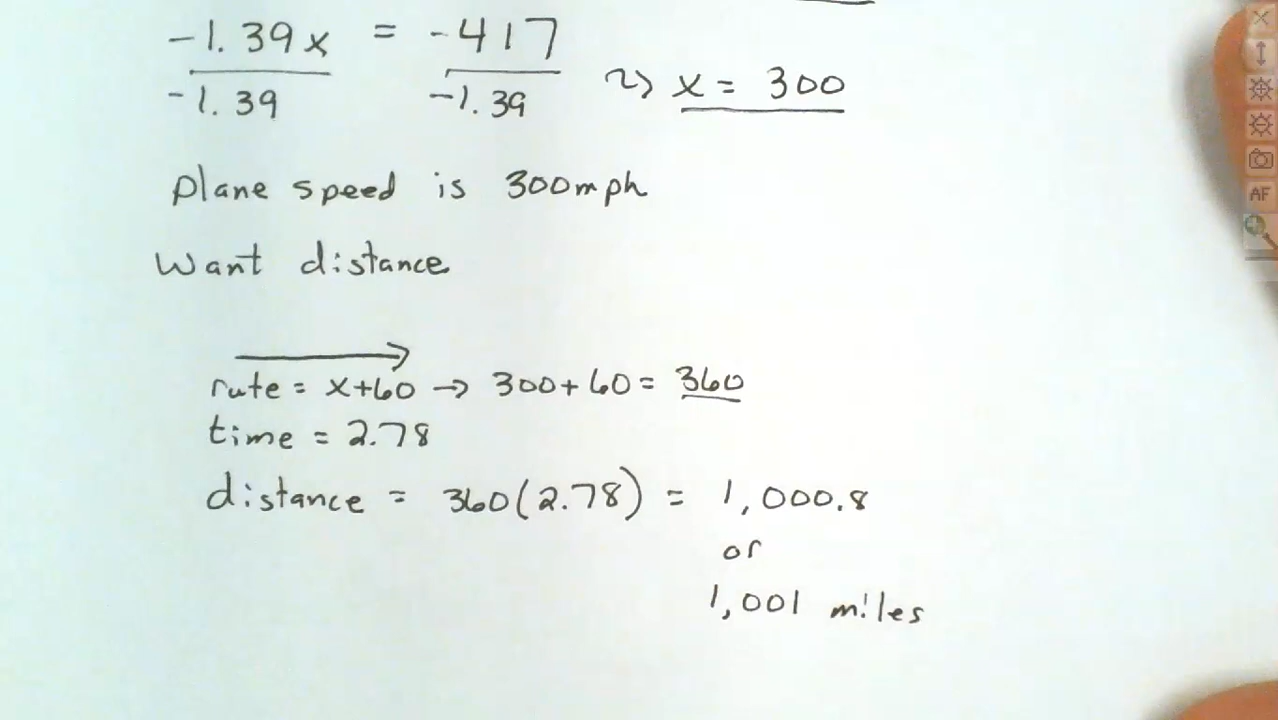 -1.39x = -417
-1.39 -1.39 ~> x = 300
Plane speed is 300mph
Want distance
rate = x+60 → 300+60 = 360
time = 2.78
distance = 360(2.78) = 1,000.8
or
1,001 miles
AF